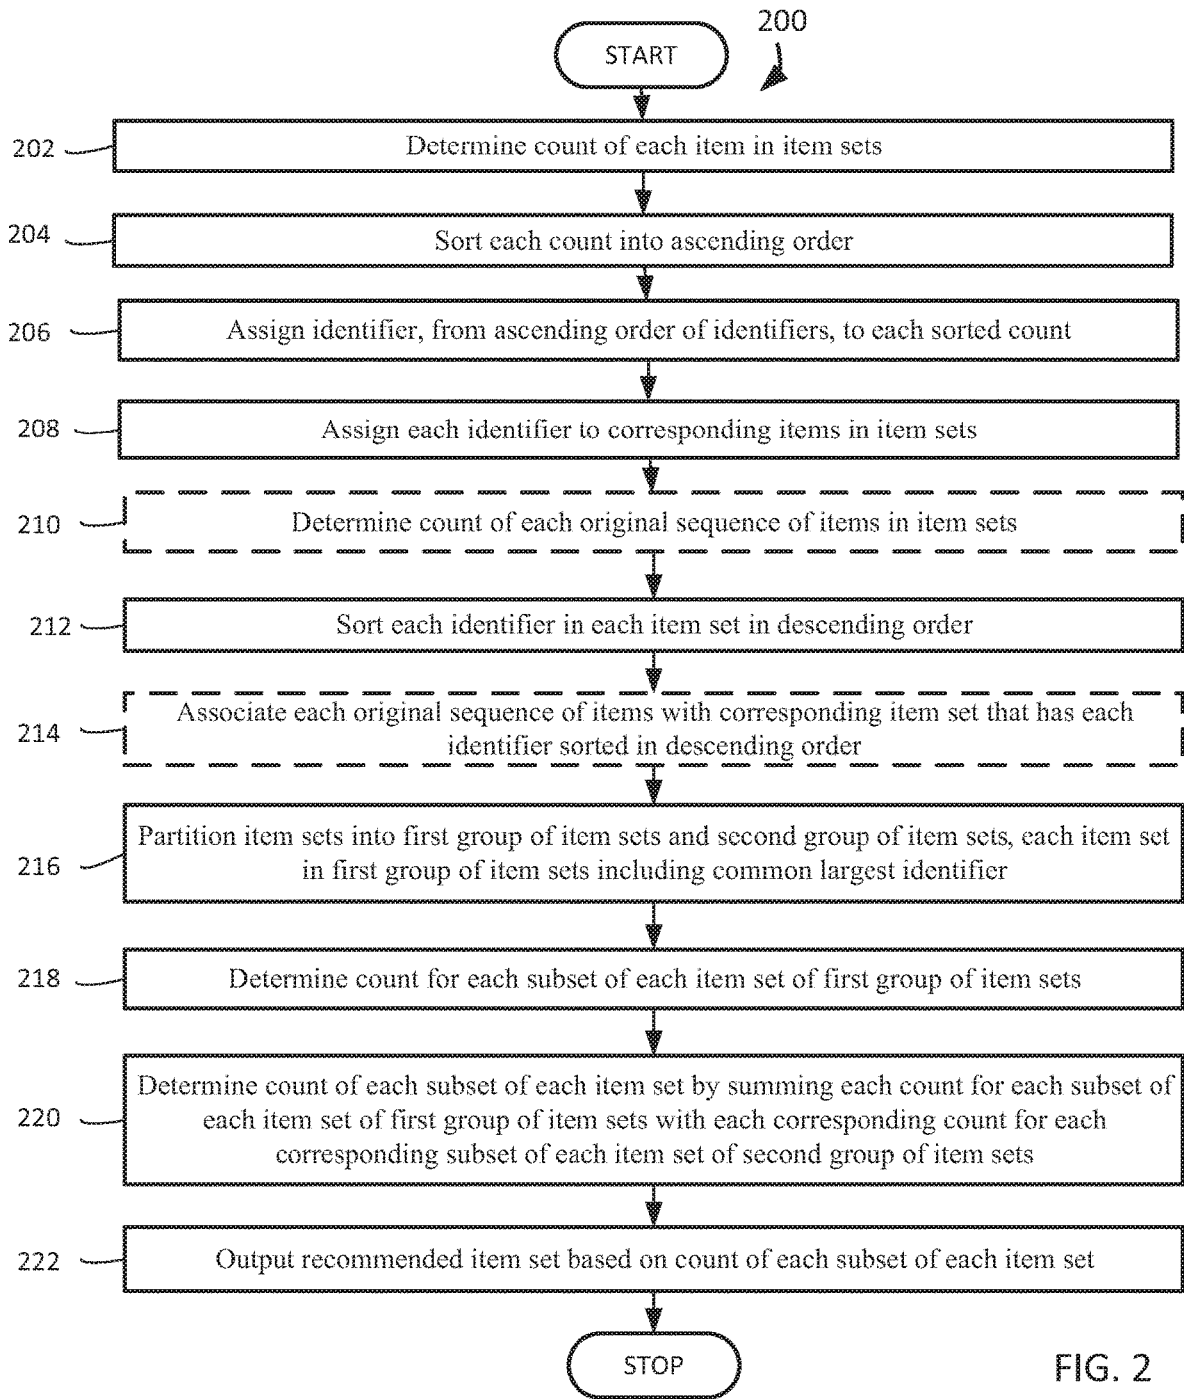 200
START
202
Determine count of each item in item sets
204
Sort each count into ascending order
206
Assign identifier, from ascending order of identifiers, to each sorted count
208
Assign each identifier to corresponding items in item sets
210
Determine count of each original sequence of items in item sets
212
Sort each identifier in each item set in descending order
214
Associate each original sequence of items with corresponding item set that has each
identifier sorted in descending order
216
Partition item sets into first group of item sets and second group of item sets, each item set
in first group of item sets including common largest identifier
218
Determine count for each subset of each item set of first group of item sets
220
Determine count of each subset of each item set by summing each count for each subset of
each item set of first group of item sets with each corresponding count for each
corresponding subset of each item set of second group of item sets
222
Output recommended item set based on count of each subset of each item set
STOP
FIG. 2